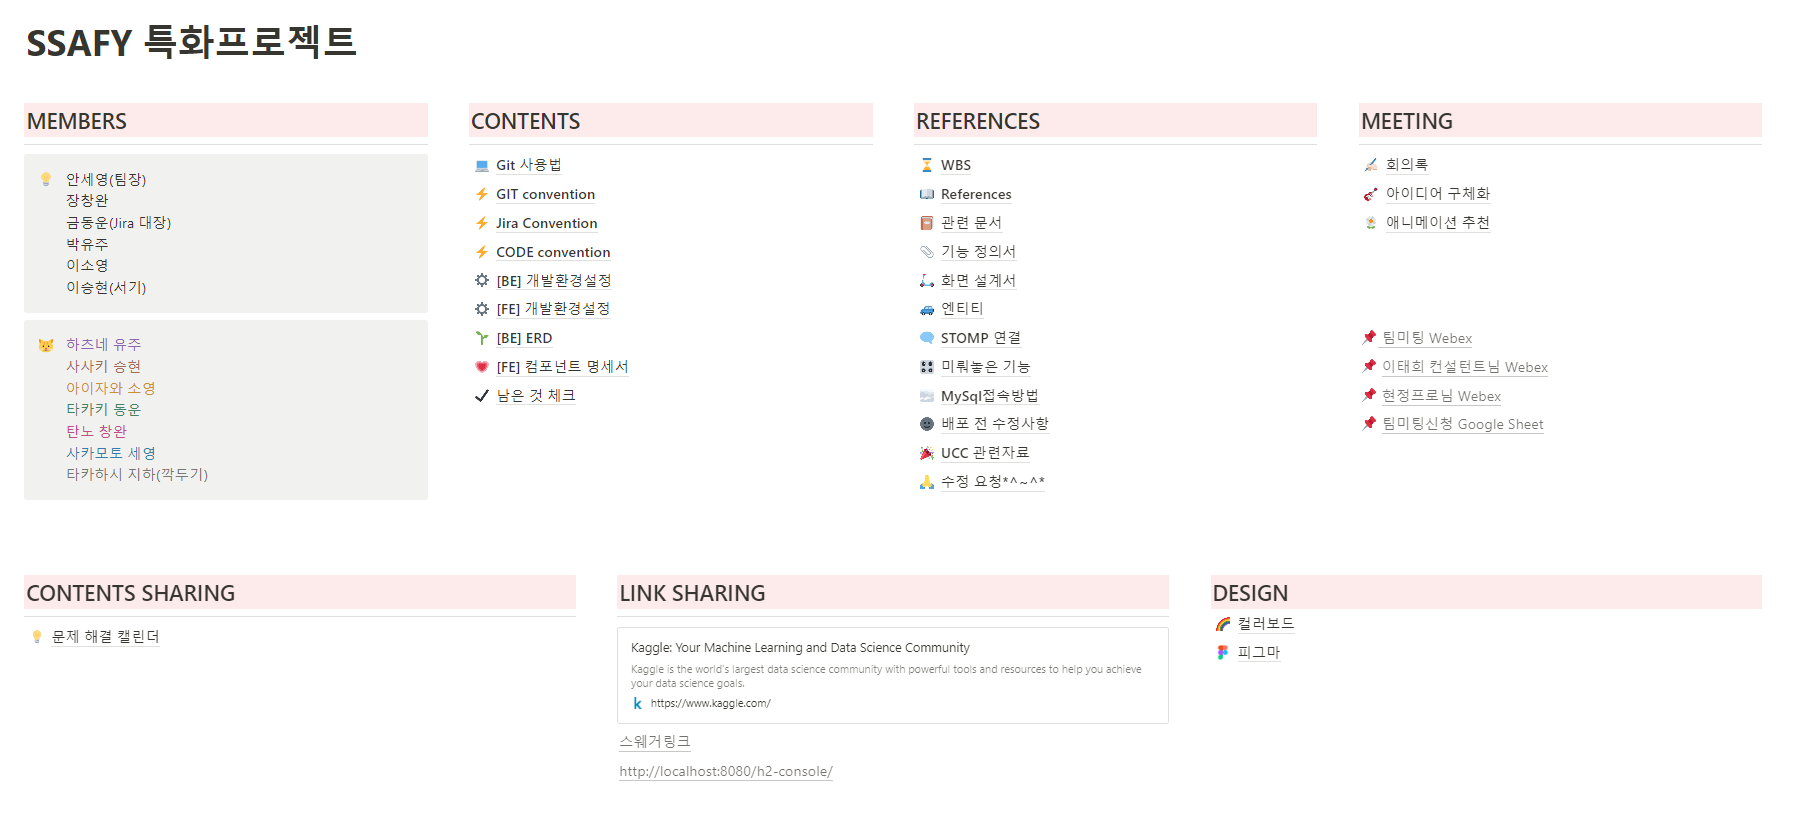 SSAFY 특화프로젝트
MEMBERS
안세영(팀장)
장창완
금동운(Jira 대장)
박유주
이소영
이승현(서기)
하츠네 유주
사사키 승현
아이자와 소영
타카키 동운
탄노 창완
사카모토 세영
타카하시 지하(깍두기)
CONTENTS
Git 사용법
GIT convention
Jira Convention
CODE convention
[BE] 개발환경설정
[FE] 개발환경설정
[BE] ERD
[FE] 컴포넌트 명세서
남은 것 체크
REFERENCES
WBS
References
관련 문서
기능 정의서
화면 설계서
엔티티
STOMP 연결
미뤄놓은 기능
MySql접속방법
배포 전 수정사항
UCC 관련자료
수정 요청*^~^*
MEETING
회의록
아이디어 구체화
애니메이션 추천
팀미팅 Webex
이태희 컨설턴트님 Webex
현정프로님 Webex
팀미팅신청 Google Sheet
CONTENTS SHARING
문제 해결 캘린더
LINK SHARING
Kaggle: Your Machine Learning and Data Science Community
Kaggle is the world's largest data science community with powerful tools and resources to help you achieve
your data science goals.
https://www.kaggle.com/
스웨거링크
http://localhost:8080/h2-console/
DESIGN
컬러보드
피그마